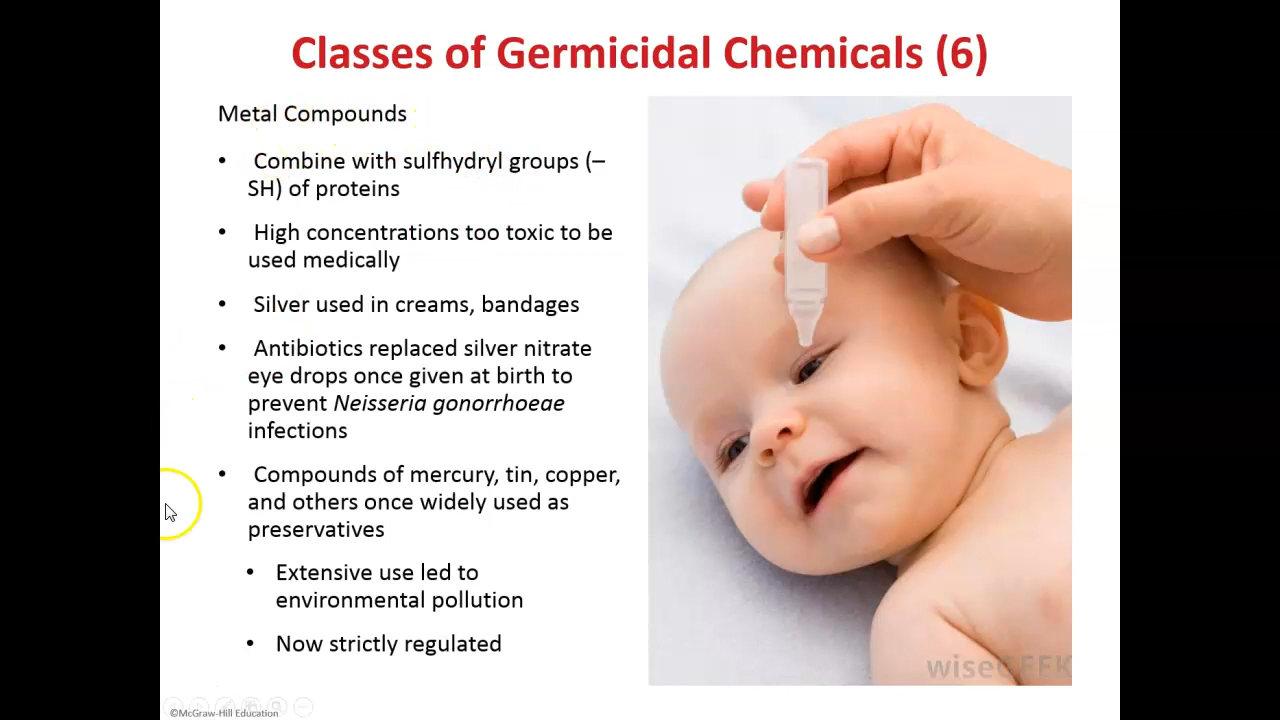 Classes of Germicidal Chemicals (6)
Metal Compounds
• Combine with sulfhydryl groups (–
SH) of proteins
• High concentrations too toxic to be
used medically
• Silver used in creams, bandages
• Antibiotics replaced silver nitrate
eye drops once given at birth to
prevent Neisseria gonorrhoeae
infections
• Compounds of mercury, tin, copper,
and others once widely used as
preservatives
• Extensive use led to
environmental pollution
• Now strictly regulated
wiseGEEK
©McGraw-Hill Education